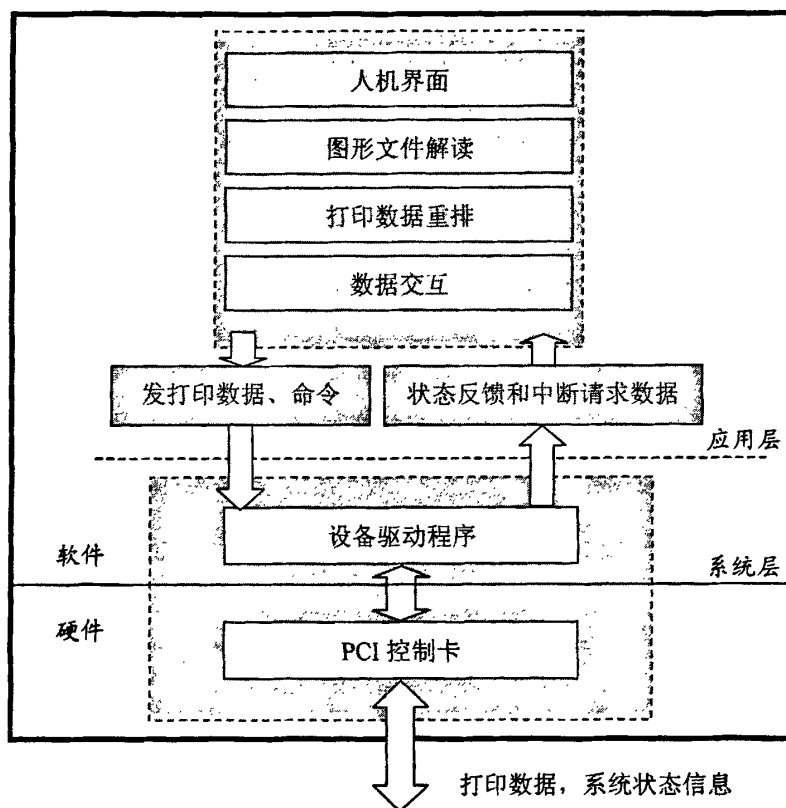 人机界面
图形文件解读
打印数据重排
数据交互
发打印数据、命令
状态反馈和中断请求数据
应用层
设备驱动程序
软件
系统层
硬件
PCI 控制卡
打印数据，系统状态信息